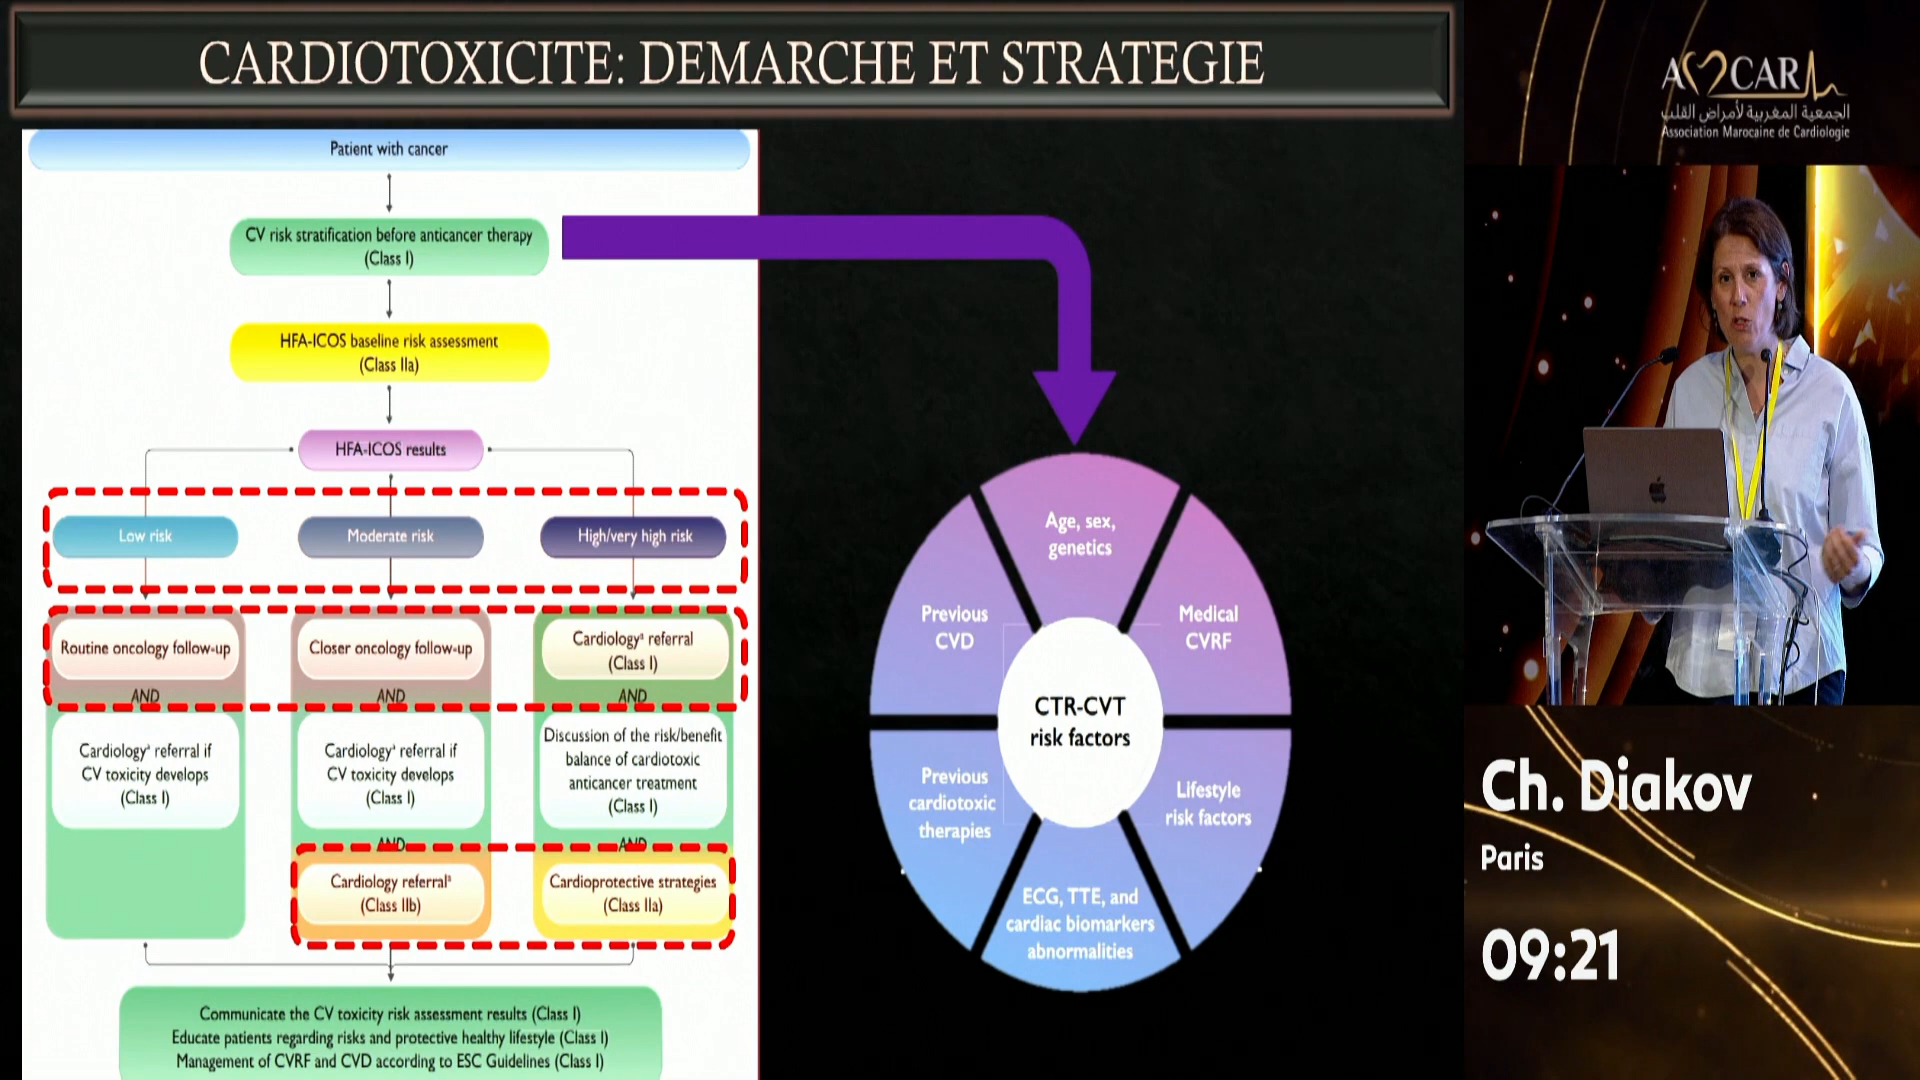 CARDIOTOXICITE: DEMARCHE ET STRATEGIE
Patient with cancer
CV risk stratification before anticancer therapy
(Class I)
HFA-ICOS baseline risk assessment
(Class IIa)
HFA-ICOS results
Low risk
Moderate risk
High/very high risk
Routine oncology follow-up
AND
Cardiologyª referral if
CV toxicity develops
(Class I)
Closer oncology follow-up
AND
Cardiologyª referral if
CV toxicity develops
(Class I)
AND
Cardiology referralª
(Class IIb)
Cardiologyª referral
(Class I)
AND
Discussion of the risk/benefit
balance of cardiotoxic
anticancer treatment
(Class I)
AND
Cardioprotective strategies
(Class IIa)
Communicate the CV toxicity risk assessment results (Class I)
Educate patients regarding risks and protective healthy lifestyle (Class I)
Management of CVRF and CVD according to ESC Guidelines (Class I)
Age, sex,
genetics
Medical
CVRF
Lifestyle
risk factors
ECG, TTE, and
cardiac biomarkers
abnormalities
Previous
cardiotoxic
therapies
Previous
CVD
CTR-CVT
risk factors
AMCAR
الجمعية المغربية لأمراض القلب
Association Marocaine de Cardiologie
Ch. Diakov
Paris
09:21